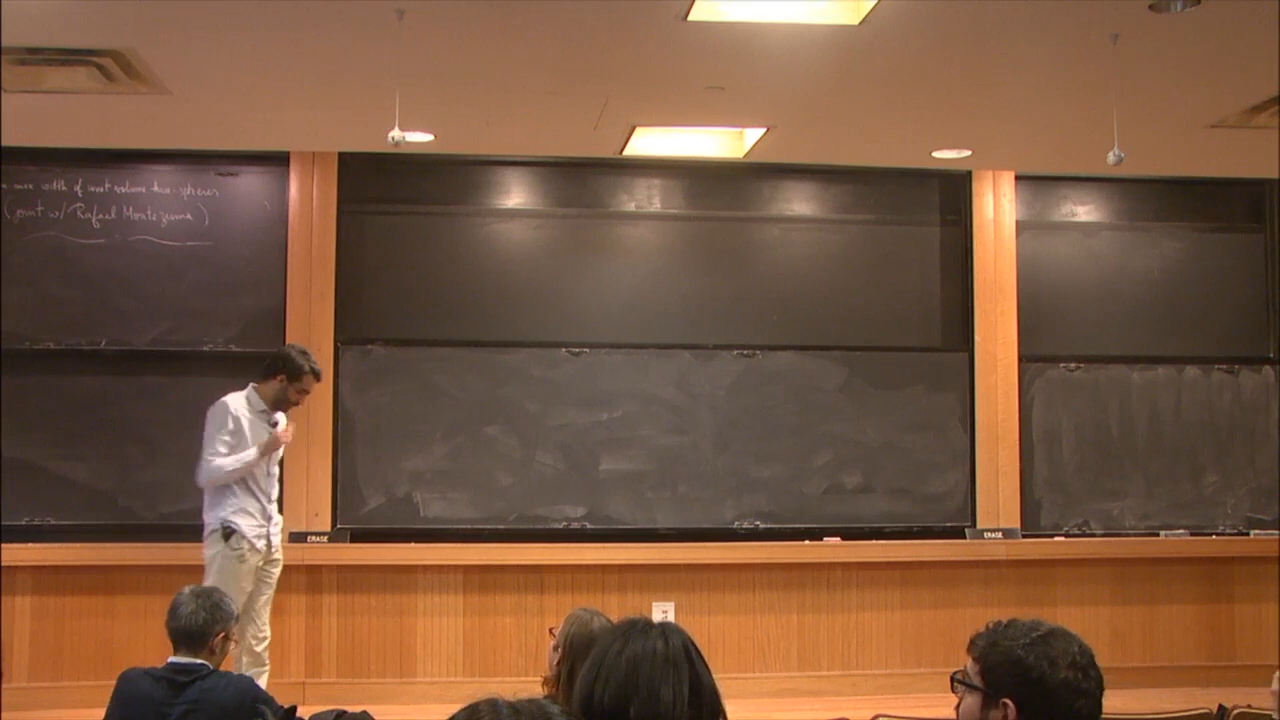 max width of unit volume three-spheres
(joint w/ Rafael Montezuma)
ERASE
ERASE